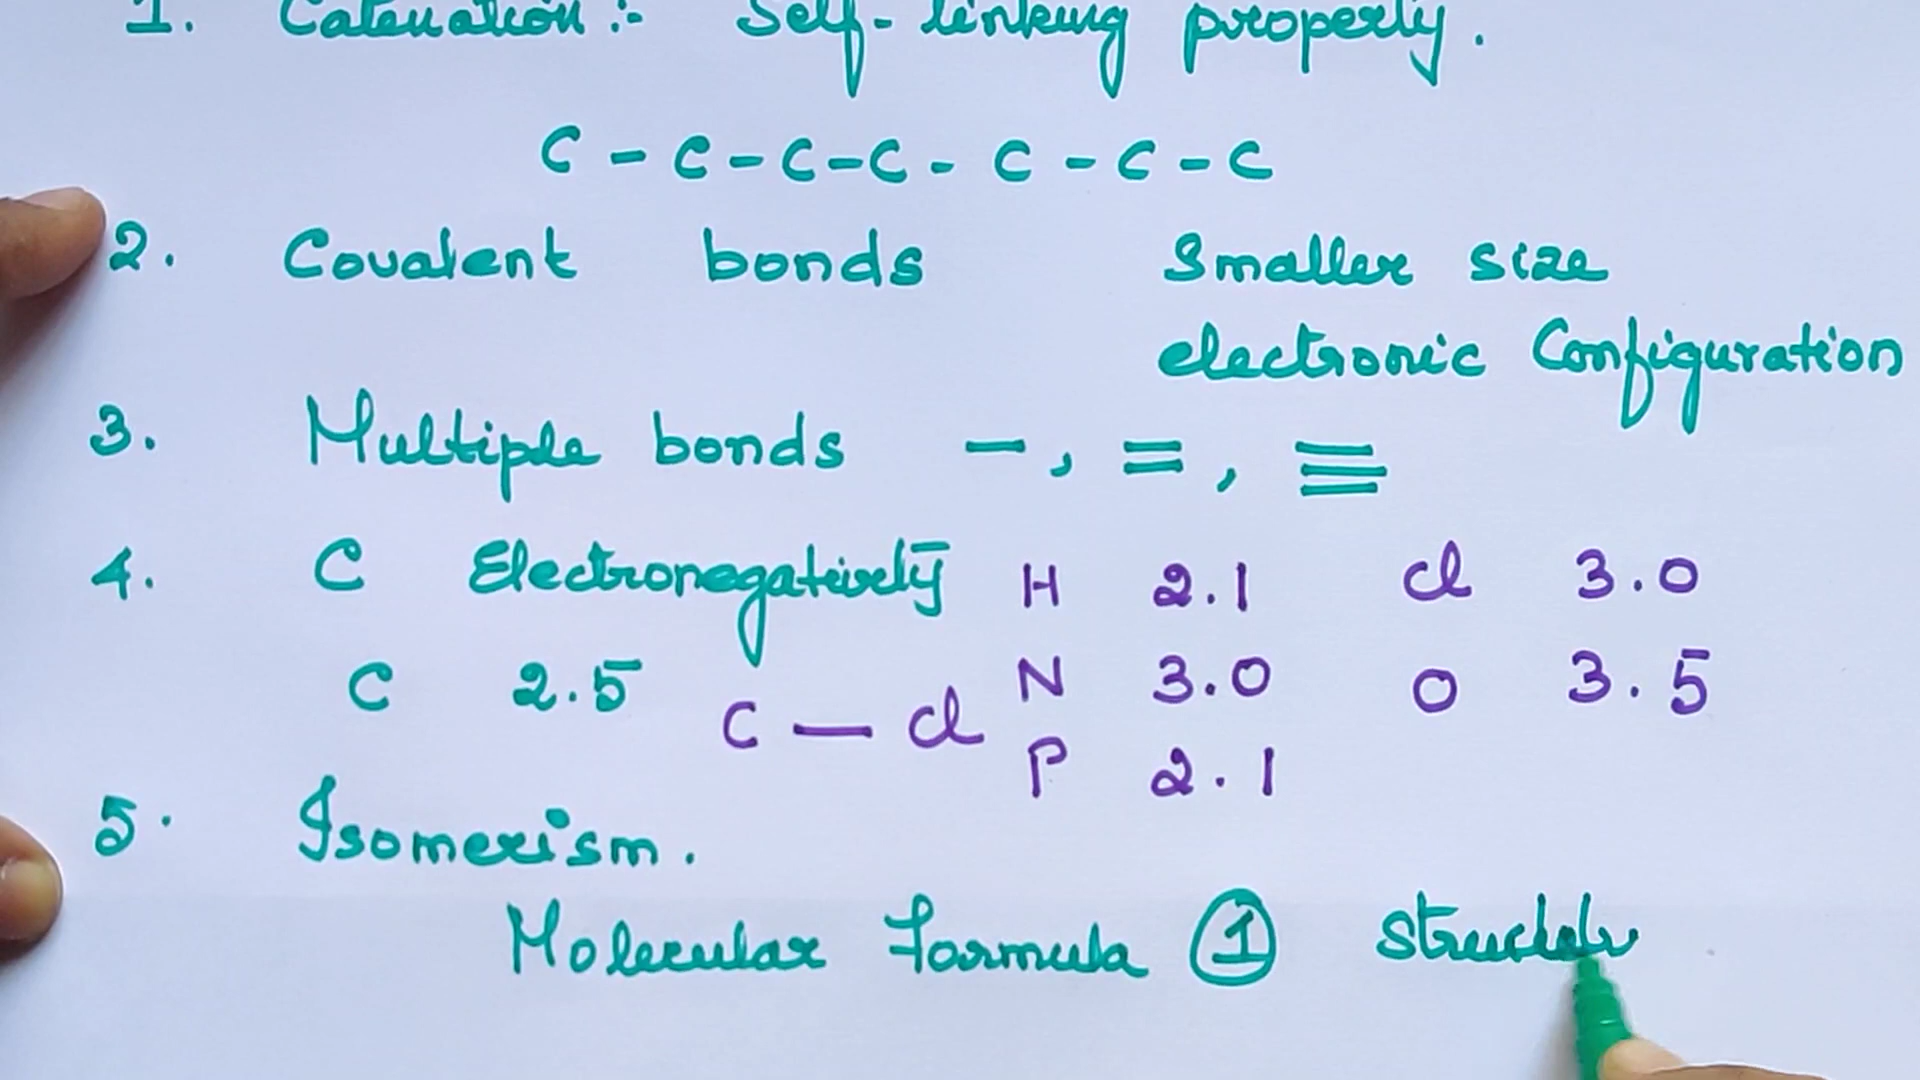 1. Catenation :- Self-linking property.
C - C - C - C - C - C - C
2. Covalent bonds Smaller size
electronic Configuration
3. Multiple bonds - , = , ≡
4. C Electronegativity H 2.1 Cl 3.0
C 2.5 N 3.0 O 3.5
C — Cl P 2.1
5. Isomerism.
Molecular Formula 1